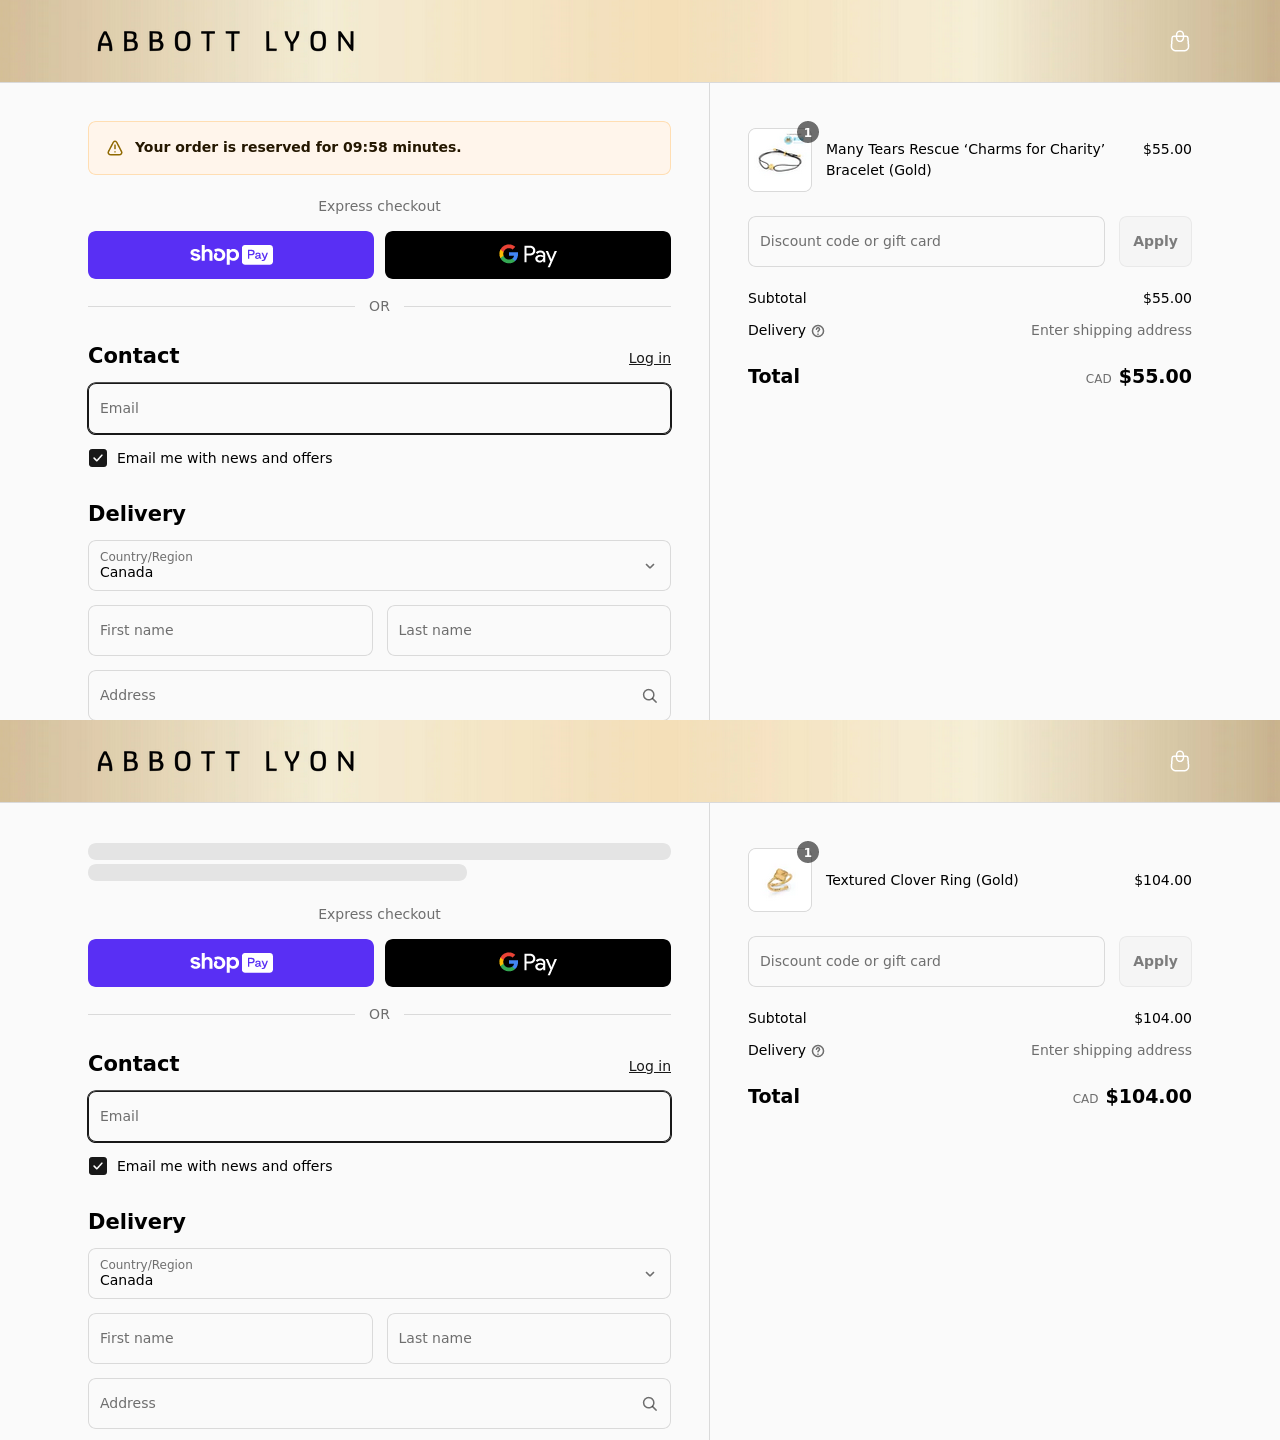 ABBOTT LYON
Your order is reserved for 09:58 minutes.
Express checkout
shop Pay
G Pay
OR
Contact
Log in
Email
Email me with news and offers
Delivery
Country/Region
Canada
First name
Last name
Address
1
Many Tears Rescue ‘Charms for Charity’
Bracelet (Gold)
$55.00
Discount code or gift card
Apply
Subtotal
$55.00
Delivery
Enter shipping address
Total
CAD $55.00
ABBOTT LYON
Express checkout
shop Pay
G Pay
OR
Contact
Log in
Email
Email me with news and offers
Delivery
Country/Region
Canada
First name
Last name
Address
1
Textured Clover Ring (Gold)
$104.00
Discount code or gift card
Apply
Subtotal
$104.00
Delivery
Enter shipping address
Total
CAD $104.00